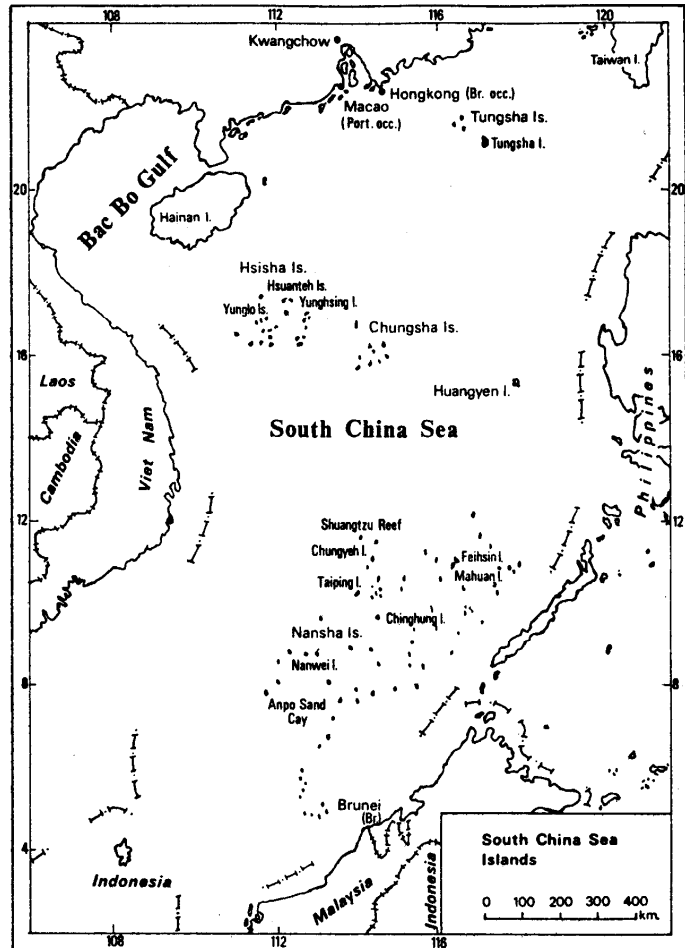 108
112
116
120
Kwangchow
Taiwan I.
Hongkong (Br. occ.)
Macao
(Port. occ.)
Tungsha Is.
Tungsha I.
Bac Bo Gulf
20
20
Hainan I.
Hsisha Is.
Hsuanteh Is.
Yunglo Is.
Yunghsing I.
Chungsha Is.
16
16
Laos
Huangyen I.
Cambodia
Viet Nam
South China Sea
Philippines
12
12
Shuangtzu Reef
Chungyeh I.
Feihsin I.
Taiping I.
Mahuan I.
Chinghung I.
Nansha Is.
Nanwei I.
8
8
Anpo Sand
Cay
Brunei
(Br)
4
Indonesia
Malaysia
Indonesia
South China Sea
Islands
0 100 200 300 400
km.
108
112
116